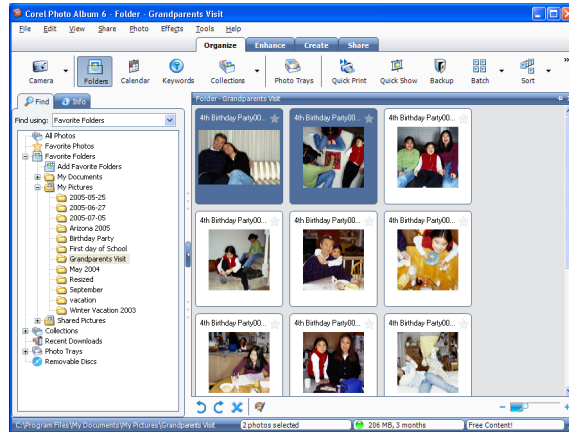 Corel Photo Album 6 - Folder - Grandparents Visit
File Edit View Share Photo Effects Tools Help
Organize Enhance Create Share
Camera Folders Calendar Keywords Collections Photo Trays Quick Print Quick Show Backup Batch Sort
Find Info
Folder - Grandparents Visit
Find using: Favorite Folders
All Photos
Favorite Photos
Favorite Folders
Add Favorite Folders
My Documents
My Pictures
2005-05-25
2005-06-27
2005-07-05
Arizona 2005
Birthday Party
First day of School
Grandparents Visit
May 2004
Resized
September
vacation
Winter Vacation 2003
Shared Pictures
Collections
Recent Downloads
Photo Trays
Removable Discs
4th Birthday Party00... 4th Birthday Party00... 4th Birthday Party00...
4th Birthday Party00... 4th Birthday Party00... 4th Birthday Party00...
4th Birthday Party00... 4th Birthday Party00... 4th Birthday Party00...
C:\Program Files\My Documents\My Pictures\Grandparents Visit 2 photos selected 206 MB, 3 months Free Content!